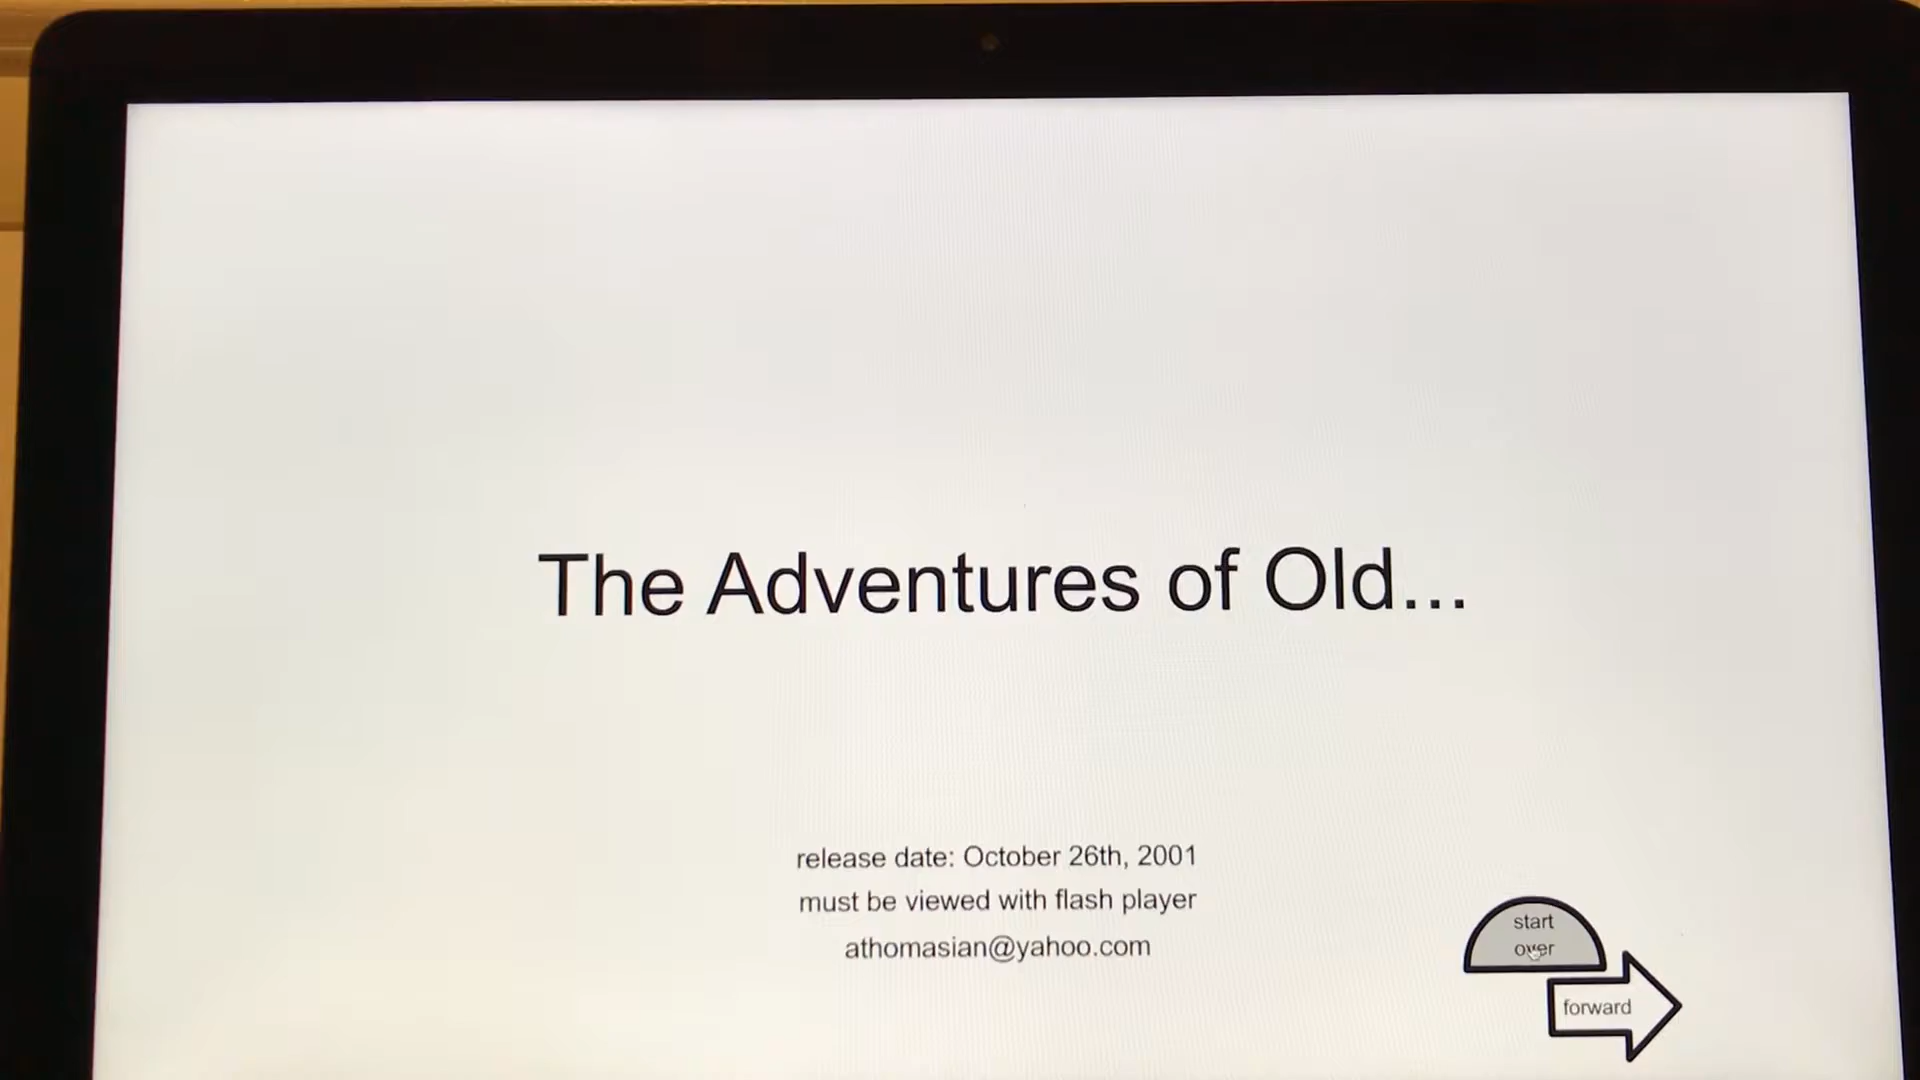 The Adventures of Old...
release date: October 26th, 2001
must be viewed with flash player
athomasian@yahoo.com
start
over
forward